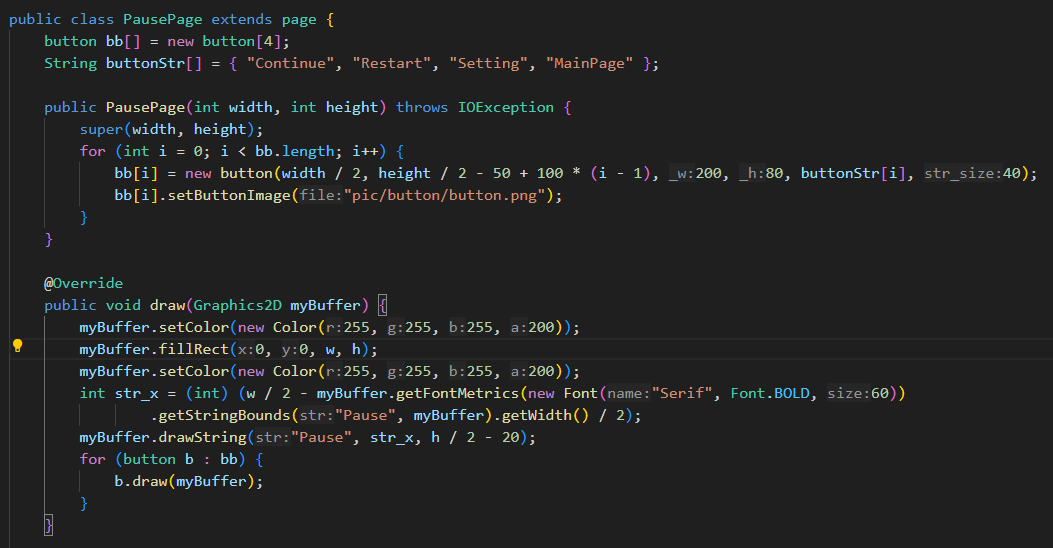 public class PausePage extends page {
button bb[] = new button[4];
String buttonStr[] = { "Continue", "Restart", "Setting", "MainPage" };
public PausePage(int width, int height) throws IOException {
super(width, height);
for (int i = 0; i < bb.length; i++) {
bb[i] = new button(width / 2, height / 2 - 50 + 100 * (i - 1), _w:200, _h:80, buttonStr[i], str_size:40);
bb[i].setButtonImage(file:"pic/button/button.png");
}
}
@Override
public void draw(Graphics2D myBuffer) {
myBuffer.setColor(new Color(r:255, g:255, b:255, a:200));
myBuffer.fillRect(x:0, y:0, w, h);
myBuffer.setColor(new Color(r:255, g:255, b:255, a:200));
int str_x = (int) (w / 2 - myBuffer.getFontMetrics(new Font(name:"Serif", Font.BOLD, size:60))
.getStringBounds(str:"Pause", myBuffer).getWidth() / 2);
myBuffer.drawString(str:"Pause", str_x, h / 2 - 20);
for (button b : bb) {
b.draw(myBuffer);
}
}